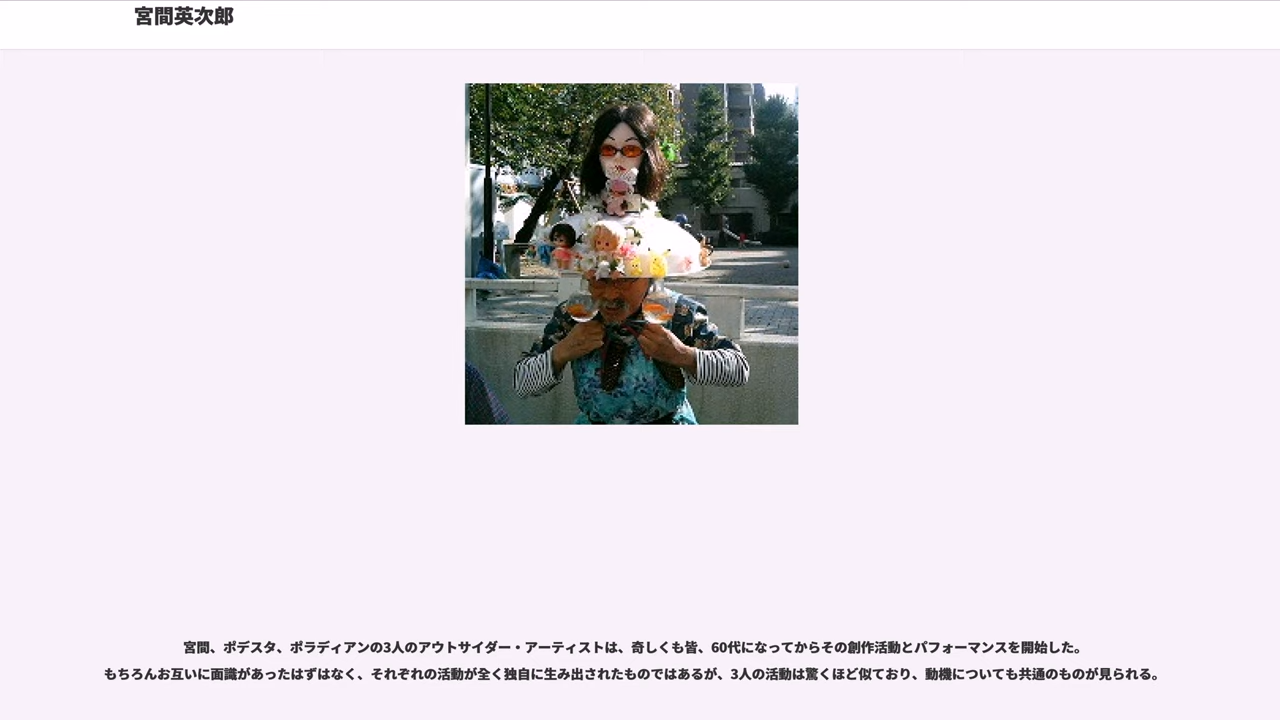 宮間英次郎
宮間、ポデスタ、ポラディアンの3人のアウトサイダー・アーティストは、奇しくも皆、60代になってからその創作活動とパフォーマンスを開始した。
もちろんお互いに面識があったはずはなく、それぞれの活動が全く独自に生み出されたものではあるが、3人の活動は驚くほど似ており、動機についても共通のものが見られる。